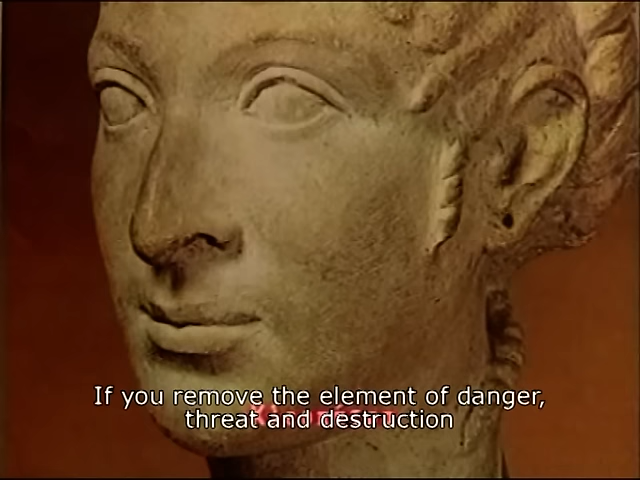 If you remove the element of danger,
threat and destruction